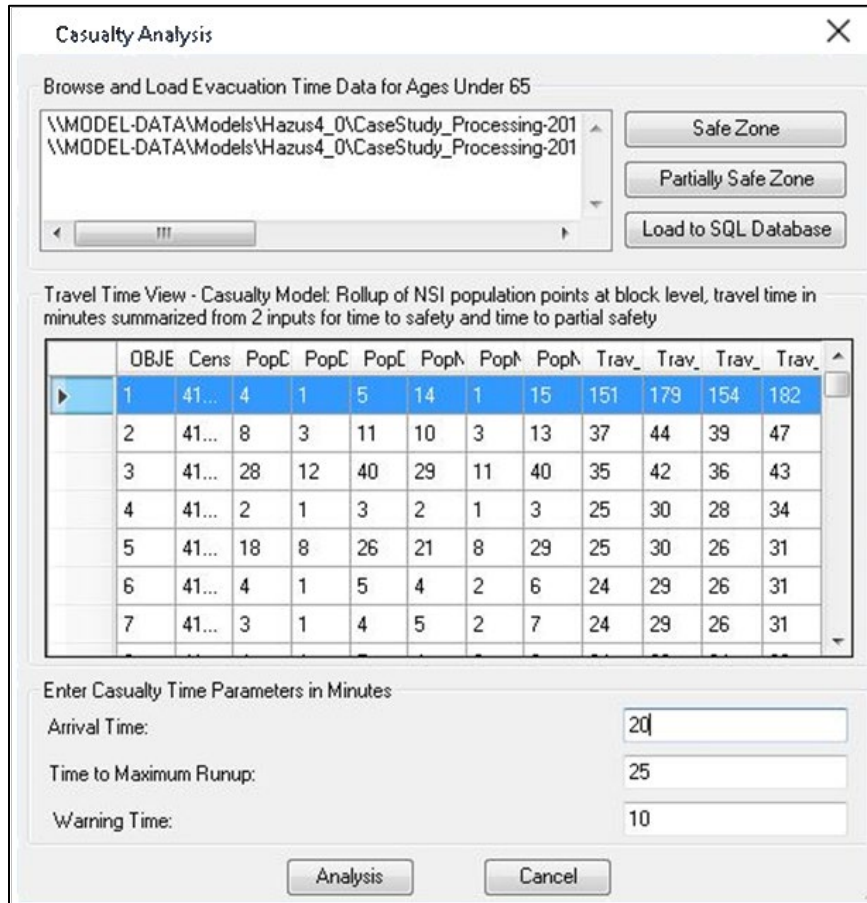 Casualty Analysis
Browse and Load Evacuation Time Data for Ages Under 65
\\MODEL-DATA\Models\Hazus4_0\CaseStudy_Processing-201
\\MODEL-DATA\Models\Hazus4_0\CaseStudy_Processing-201
Safe Zone
Partially Safe Zone
Load to SQL Database
Travel Time View - Casualty Model: Rollup of NSI population points at block level, travel time in
minutes summarized from 2 inputs for time to safety and time to partial safety
OBJE Cens PopD PopD PopD PopN PopN PopN Trav_ Trav_ Trav_ Trav_
1 41... 4 1 5 14 1 15 151 179 154 182
2 41... 8 3 11 10 3 13 37 44 39 47
3 41... 28 12 40 29 11 40 35 42 36 43
4 41... 2 1 3 2 1 3 25 30 28 34
5 41... 18 8 26 21 8 29 25 30 26 31
6 41... 4 1 5 4 2 6 24 29 26 31
7 41... 3 1 4 5 2 7 24 29 26 31
Enter Casualty Time Parameters in Minutes
Arrival Time: 20
Time to Maximum Runup: 25
Warning Time: 10
Analysis Cancel